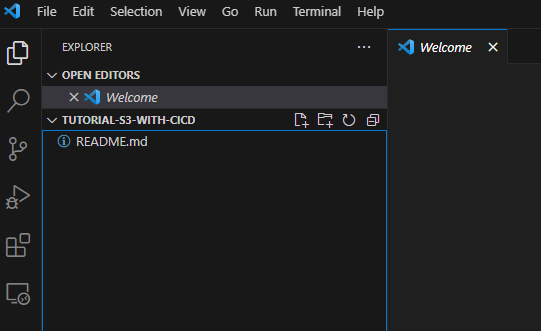 File Edit Selection View Go Run Terminal Help
EXPLORER
Welcome
OPEN EDITORS
Welcome
TUTORIAL-S3-WITH-CICD
README.md